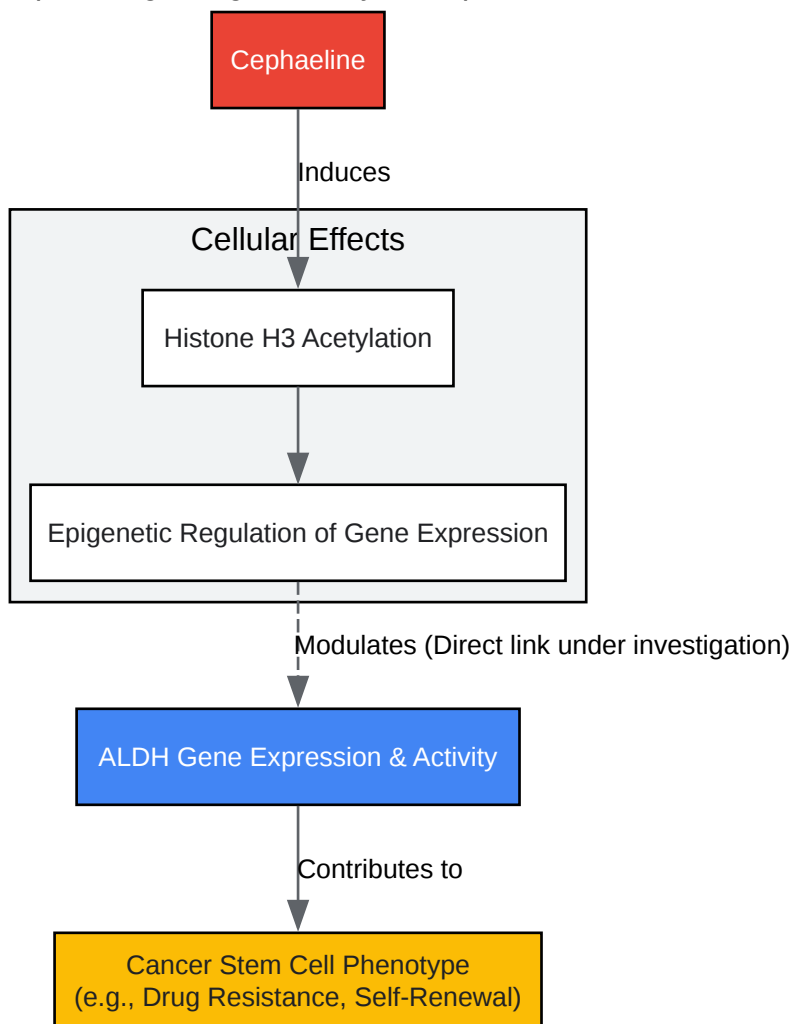 Cephaeline
Induces
Cellular Effects
Histone H3 Acetylation
Epigenetic Regulation of Gene Expression
Modulates (Direct link under investigation)
ALDH Gene Expression & Activity
Contributes to
Cancer Stem Cell Phenotype
(e.g., Drug Resistance, Self-Renewal)